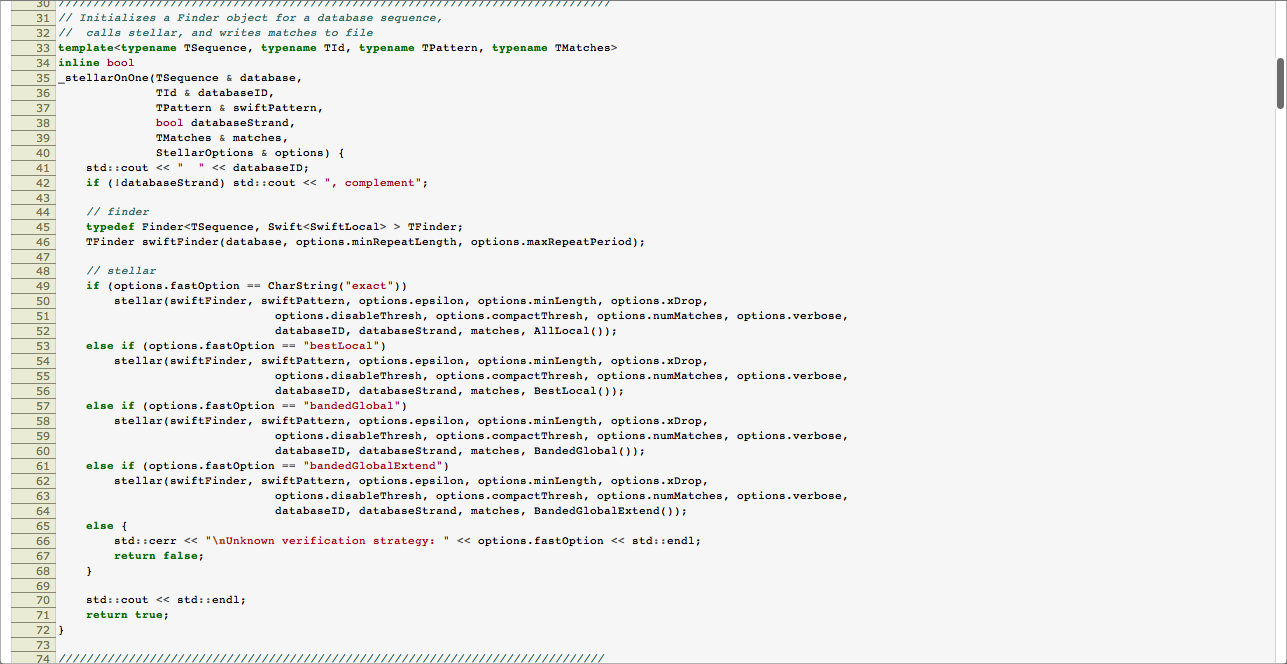 30 //////////////////////////////////////////////////////////////////////////////
31 // Initializes a Finder object for a database sequence,
32 //  calls stellar, and writes matches to file
33 template<typename TSequence, typename TId, typename TPattern, typename TMatches>
34 inline bool
35 _stellarOnOne(TSequence & database,
36               TId & databaseID,
37               TPattern & swiftPattern,
38               bool databaseStrand,
39               TMatches & matches,
40               StellarOptions & options) {
41     std::cout << "  " << databaseID;
42     if (!databaseStrand) std::cout << ", complement";
43
44     // finder
45     typedef Finder<TSequence, Swift<SwiftLocal> > TFinder;
46     TFinder swiftFinder(database, options.minRepeatLength, options.maxRepeatPeriod);
47
48     // stellar
49     if (options.fastOption == CharString("exact"))
50         stellar(swiftFinder, swiftPattern, options.epsilon, options.minLength, options.xDrop,
51                                options.disableThresh, options.compactThresh, options.numMatches, options.verbose,
52                                databaseID, databaseStrand, matches, AllLocal());
53     else if (options.fastOption == "bestLocal")
54         stellar(swiftFinder, swiftPattern, options.epsilon, options.minLength, options.xDrop,
55                                options.disableThresh, options.compactThresh, options.numMatches, options.verbose,
56                                databaseID, databaseStrand, matches, BestLocal());
57     else if (options.fastOption == "bandedGlobal")
58         stellar(swiftFinder, swiftPattern, options.epsilon, options.minLength, options.xDrop,
59                                options.disableThresh, options.compactThresh, options.numMatches, options.verbose,
60                                databaseID, databaseStrand, matches, BandedGlobal());
61     else if (options.fastOption == "bandedGlobalExtend")
62         stellar(swiftFinder, swiftPattern, options.epsilon, options.minLength, options.xDrop,
63                                options.disableThresh, options.compactThresh, options.numMatches, options.verbose,
64                                databaseID, databaseStrand, matches, BandedGlobalExtend());
65     else {
66         std::cerr << "\nUnknown verification strategy: " << options.fastOption << std::endl;
67         return false;
68     }
69
70     std::cout << std::endl;
71     return true;
72 }
73
74 //////////////////////////////////////////////////////////////////////////////